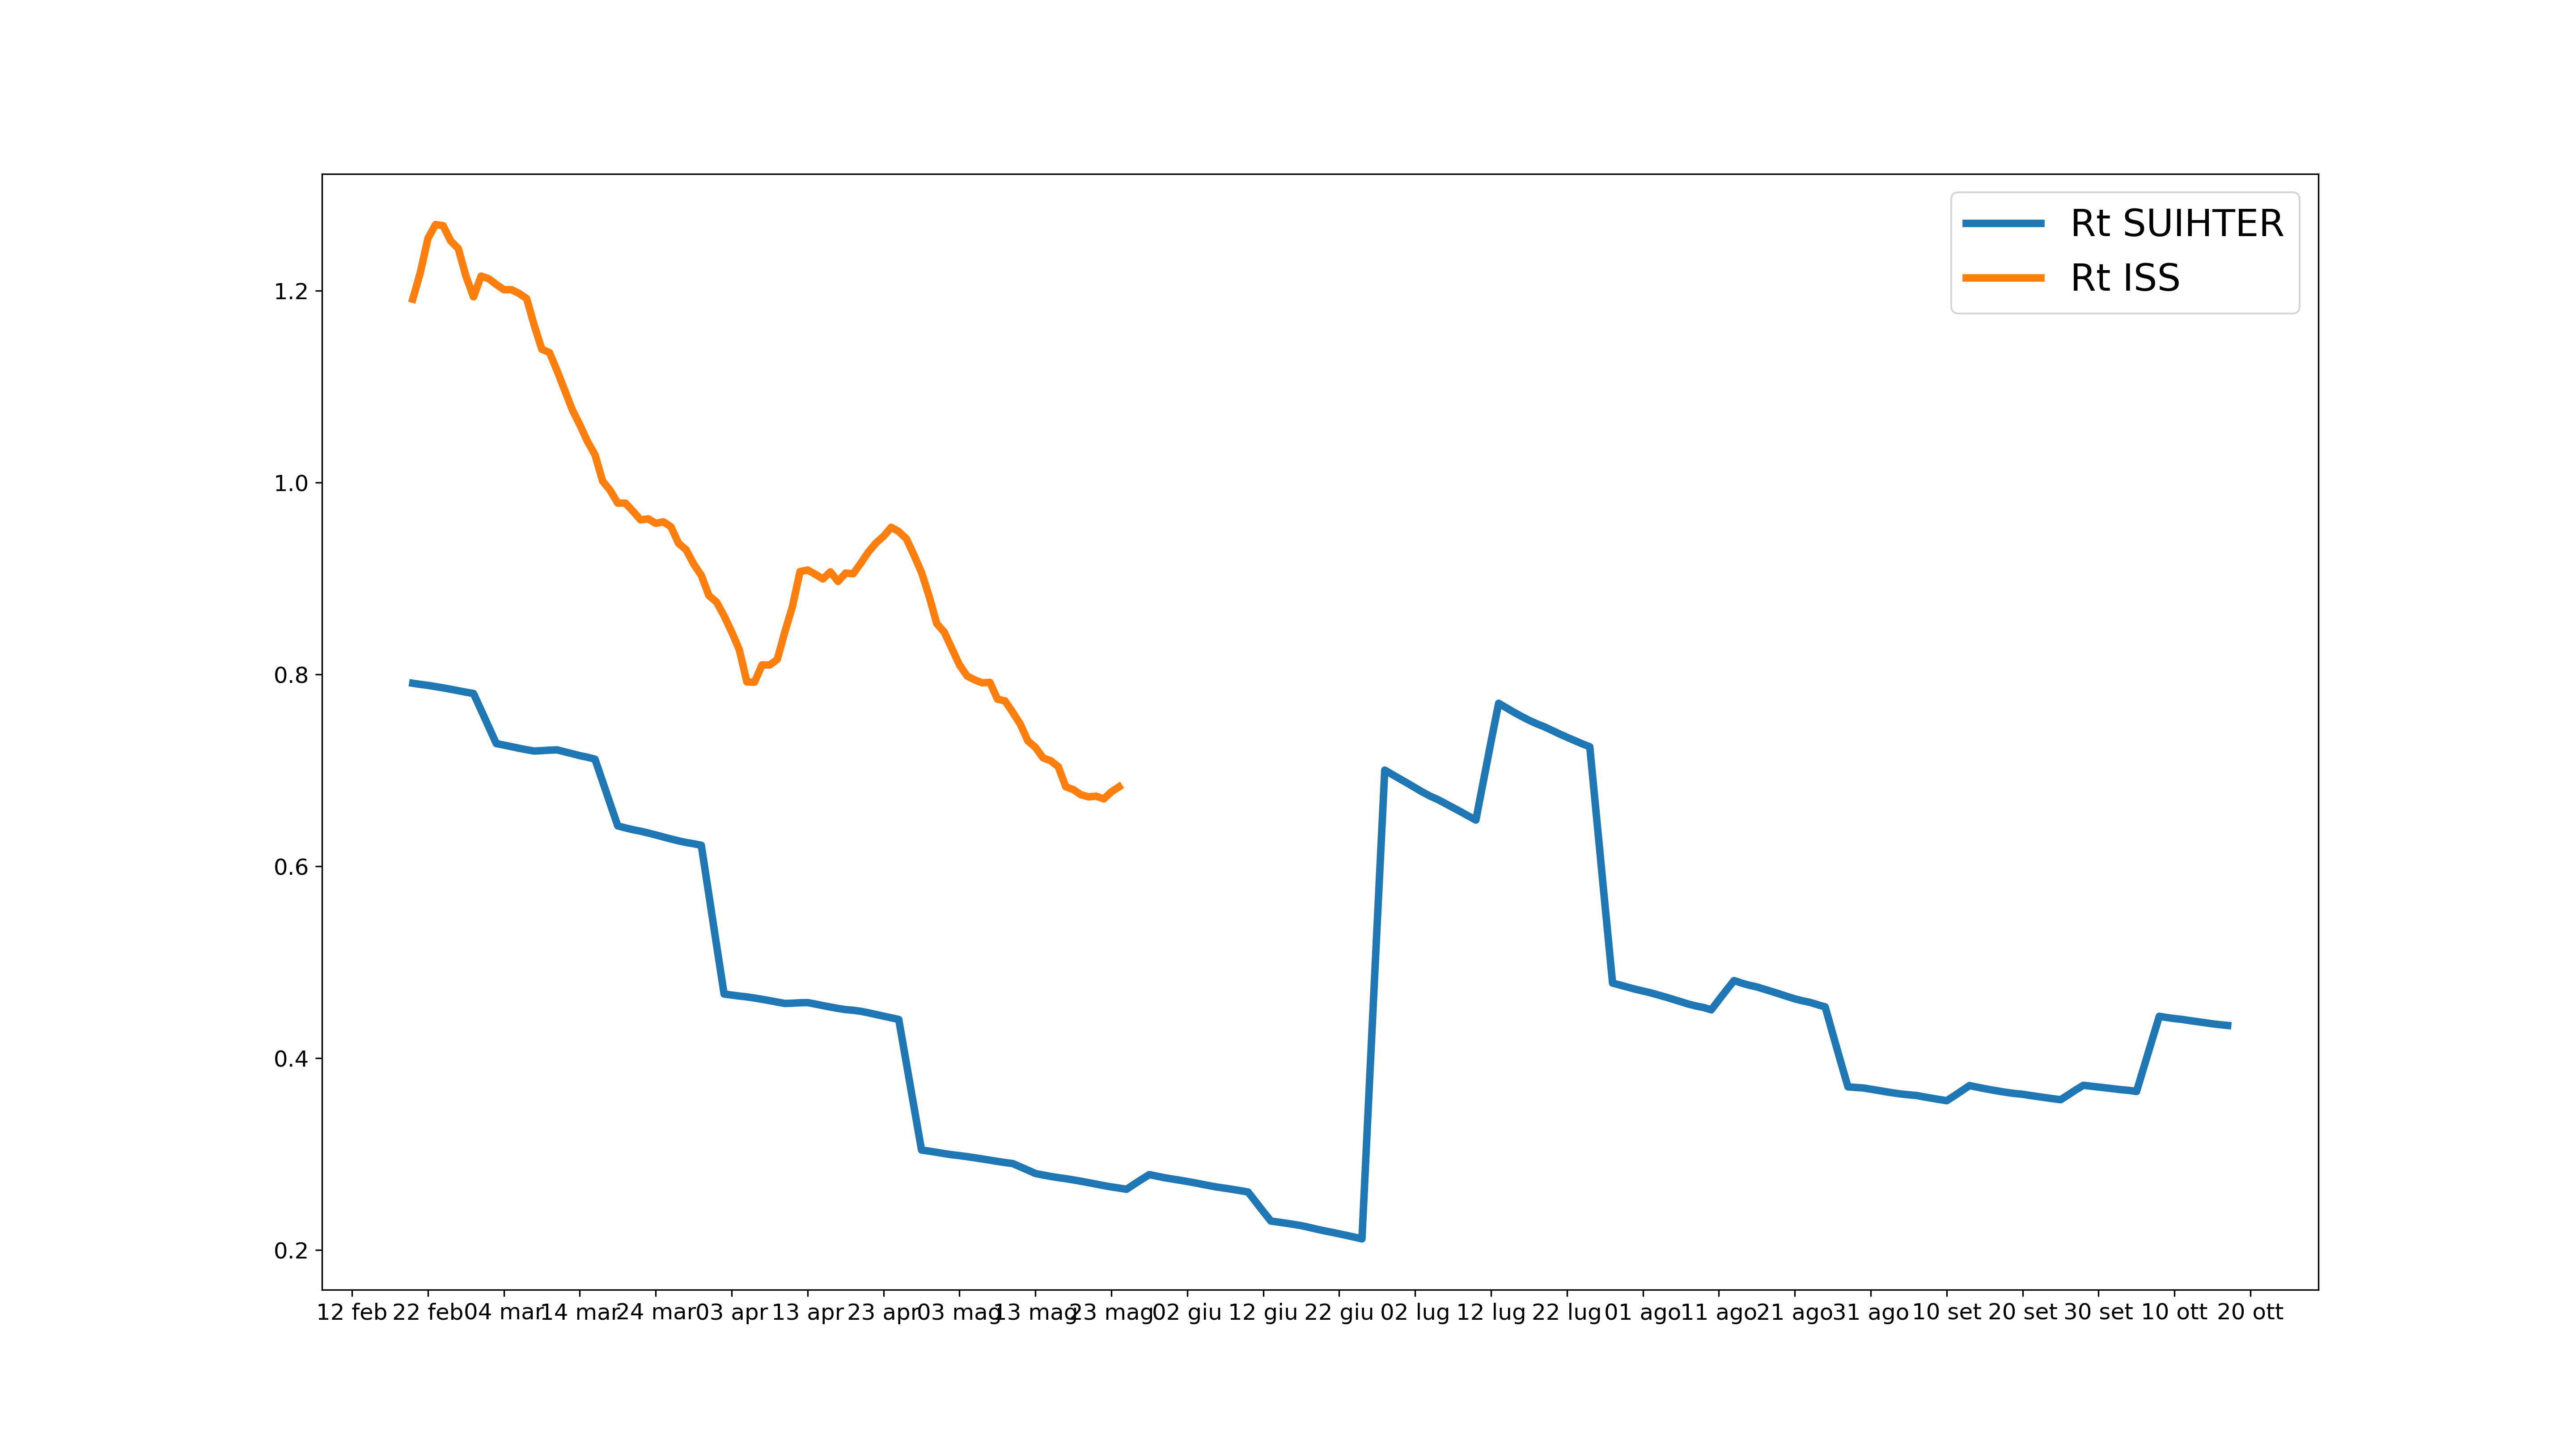 Rt SUIHTER
Rt ISS
1.2
1.0
0.8
0.6
0.4
0.2
12 feb 22 feb 04 mar 14 mar 24 mar 03 apr 13 apr 23 apr 03 mag 13 mag 23 mag 02 giu 12 giu 22 giu 02 lug 12 lug 22 lug 01 ago 11 ago 21 ago 31 ago 10 set 20 set 30 set 10 ott 20 ott